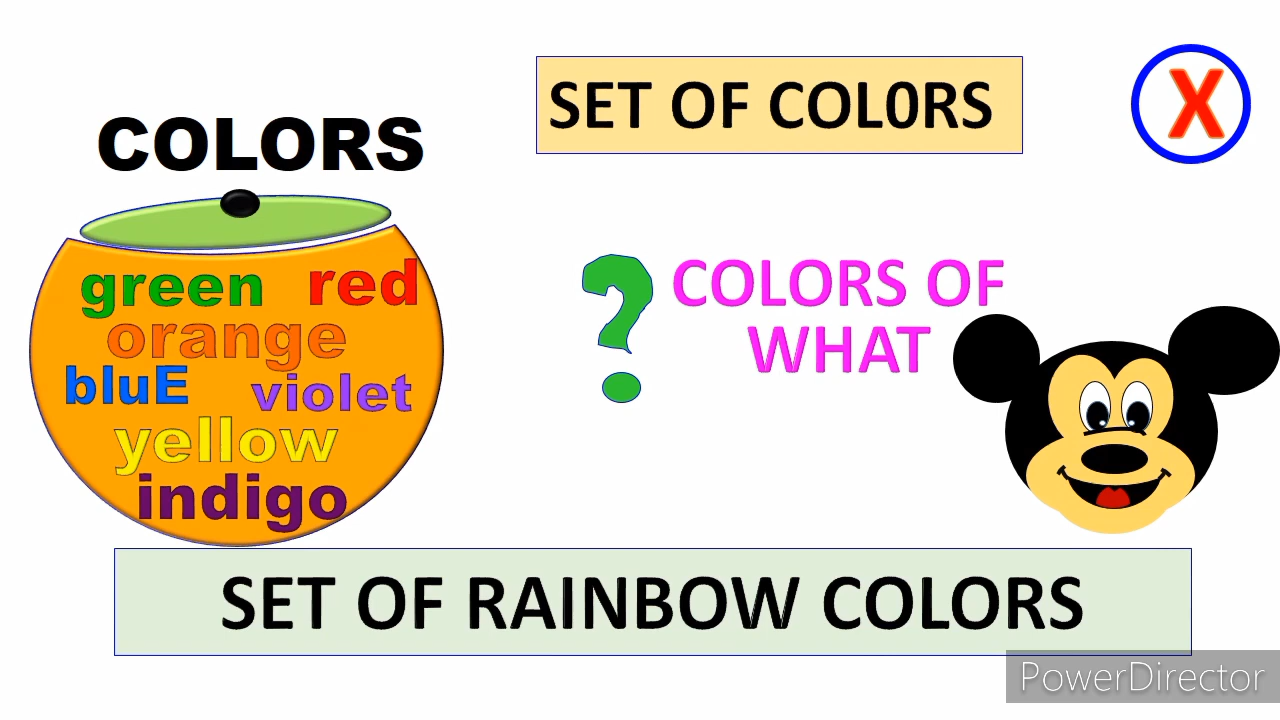 SET OF COL0RS
X
COLORS
green red
orange
bluE violet
yellow
indigo
? COLORS OF
WHAT
SET OF RAINBOW COLORS
PowerDirector